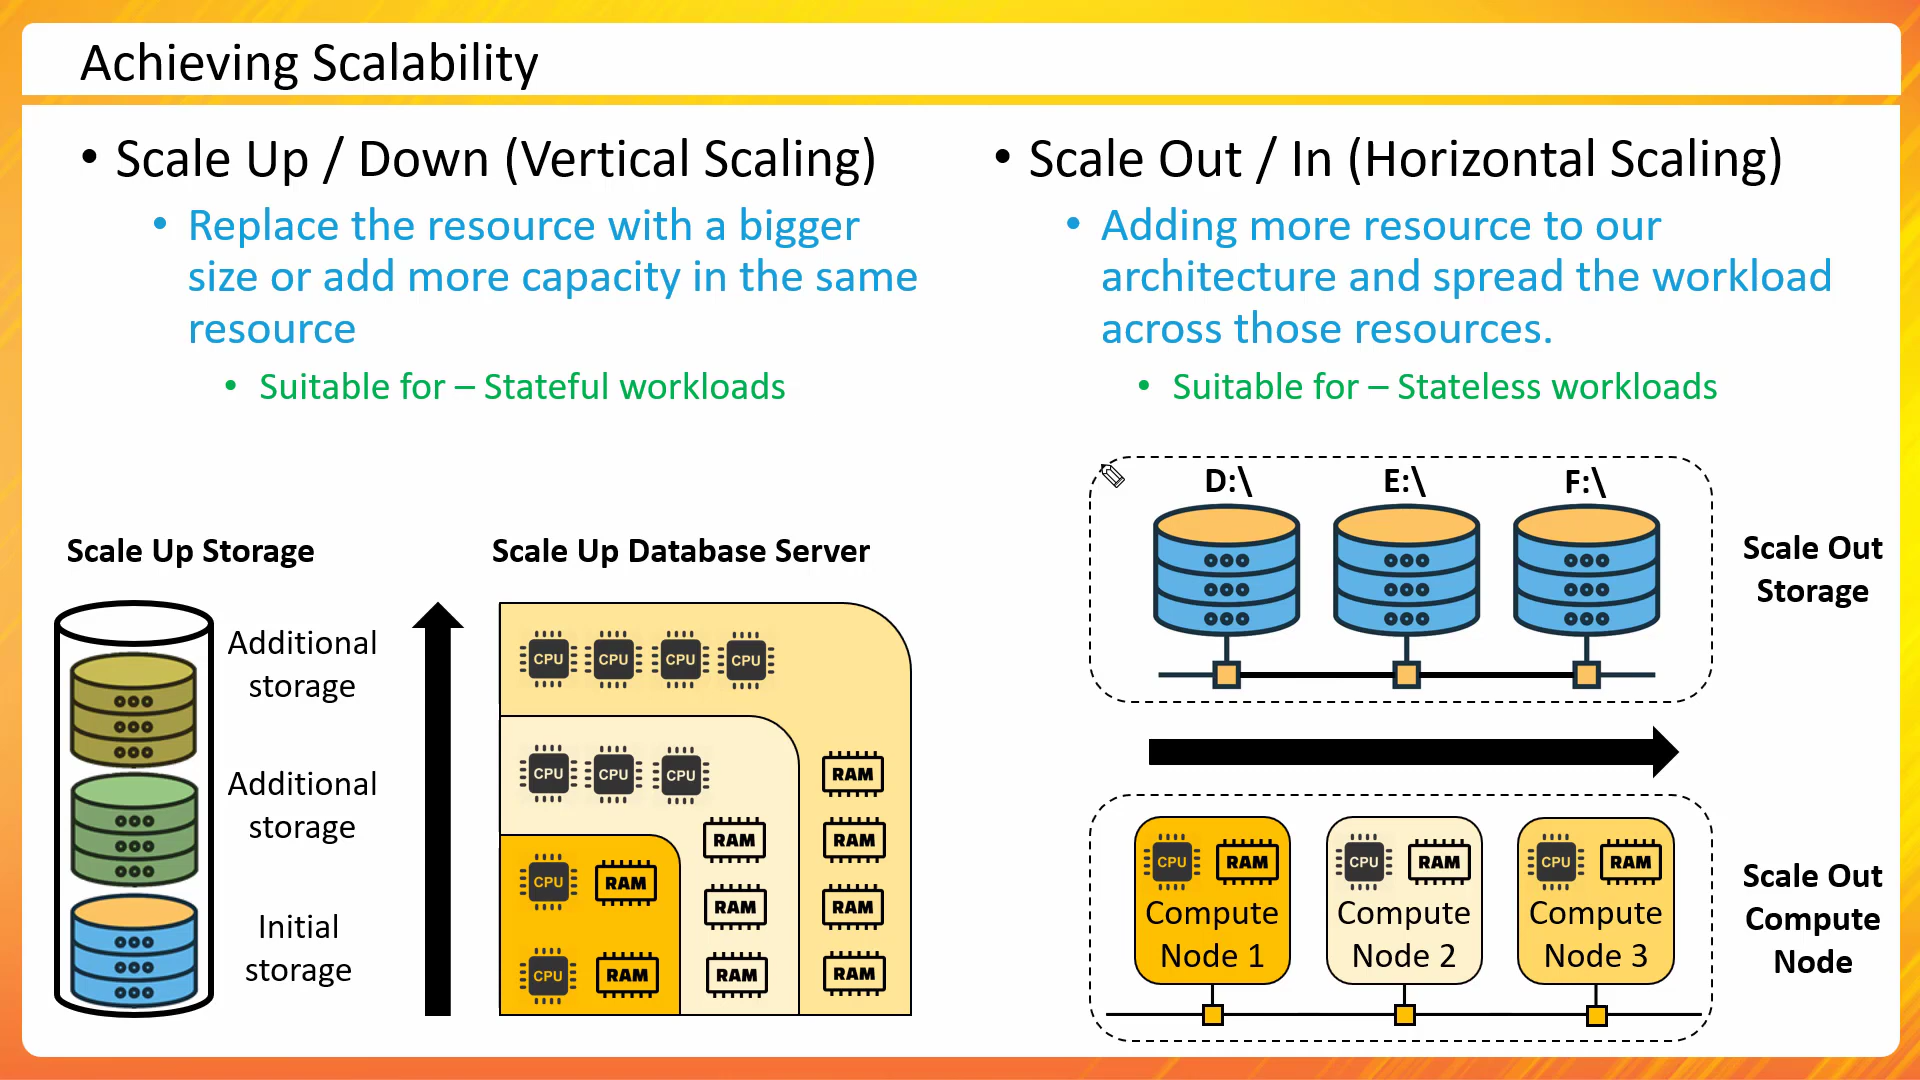 Achieving Scalability
• Scale Up / Down (Vertical Scaling)
• Replace the resource with a bigger
size or add more capacity in the same
resource
• Suitable for – Stateful workloads
Scale Up Storage
Additional
storage
Additional
storage
Initial
storage
Scale Up Database Server
CPU CPU CPU CPU
CPU CPU CPU
RAM
RAM
RAM
CPU RAM
RAM
RAM
CPU RAM
RAM
RAM
• Scale Out / In (Horizontal Scaling)
• Adding more resource to our
architecture and spread the workload
across those resources.
• Suitable for – Stateless workloads
D:\ E:\ F:\
Scale Out
Storage
CPU RAM
Compute
Node 1
CPU RAM
Compute
Node 2
CPU RAM
Compute
Node 3
Scale Out
Compute
Node